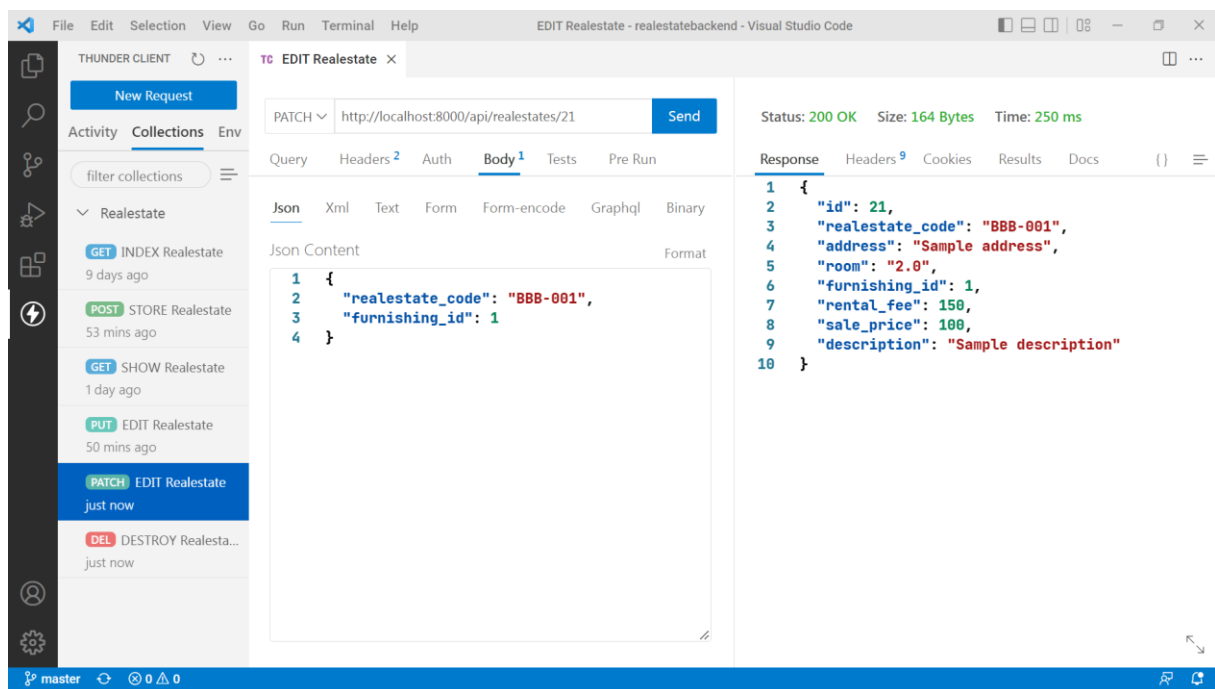 File Edit Selection View Go Run Terminal Help
EDIT Realestate - realestatebackend - Visual Studio Code
THUNDER CLIENT
New Request
Activity Collections Env
filter collections
Realestate
GET INDEX Realestate
9 days ago
POST STORE Realestate
53 mins ago
GET SHOW Realestate
1 day ago
PUT EDIT Realestate
50 mins ago
PATCH EDIT Realestate
just now
DEL DESTROY Realesta...
just now
TC EDIT Realestate
PATCH http://localhost:8000/api/realestates/21 Send
Query Headers 2 Auth Body 1 Tests Pre Run
Json Xml Text Form Form-encode Graphql Binary
Json Content Format
1 {
2 "realestate_code": "BBB-001",
3 "furnishing_id": 1
4 }
Status: 200 OK Size: 164 Bytes Time: 250 ms
Response Headers 9 Cookies Results Docs { }
1 {
2 "id": 21,
3 "realestate_code": "BBB-001",
4 "address": "Sample address",
5 "room": "2.0",
6 "furnishing_id": 1,
7 "rental_fee": 150,
8 "sale_price": 100,
9 "description": "Sample description"
10 }
master 0 0